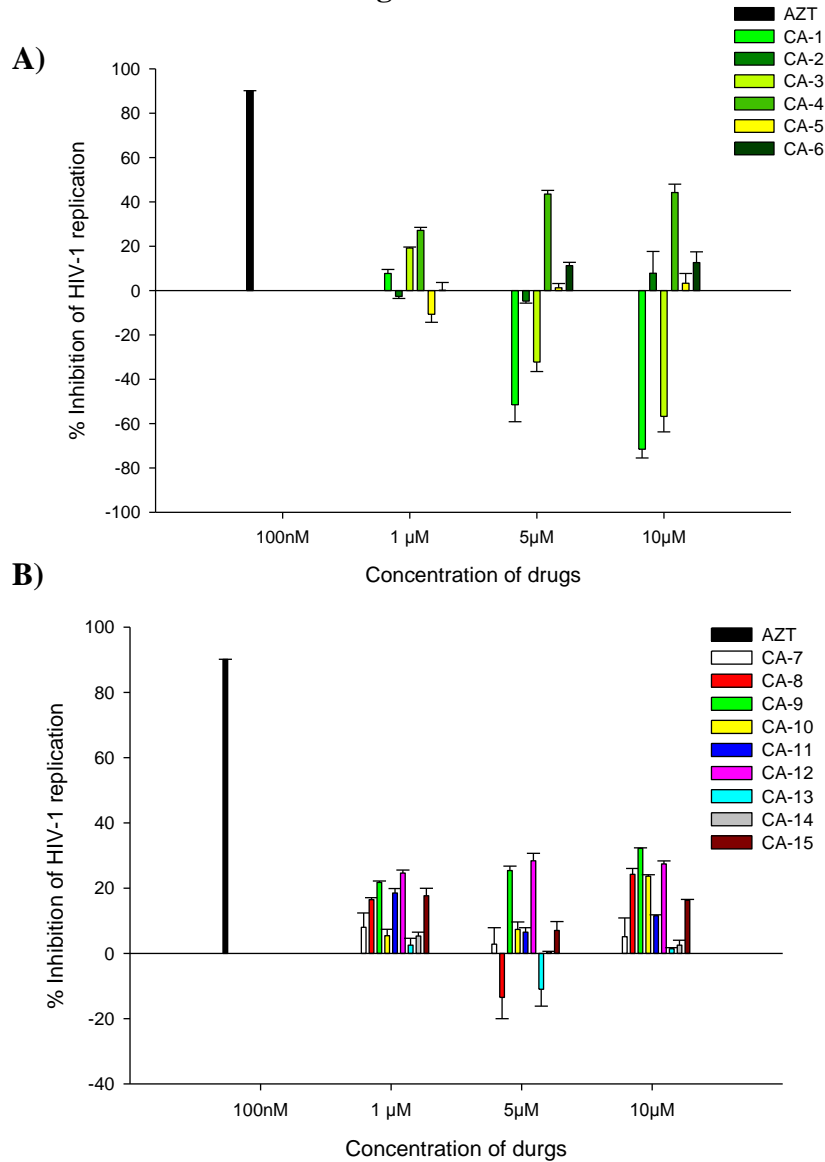 A)
AZT
CA-1
CA-2
CA-3
CA-4
CA-5
CA-6
% Inhibition of HIV-1 replication
100
80
60
40
20
0
-20
-40
-60
-80
-100
100nM
1 µM
5µM
10µM
Concentration of drugs
B)
AZT
CA-7
CA-8
CA-9
CA-10
CA-11
CA-12
CA-13
CA-14
CA-15
% Inhibition of HIV-1 replication
100
80
60
40
20
0
-20
-40
100nM
1 µM
5µM
10µM
Concentration of durgs